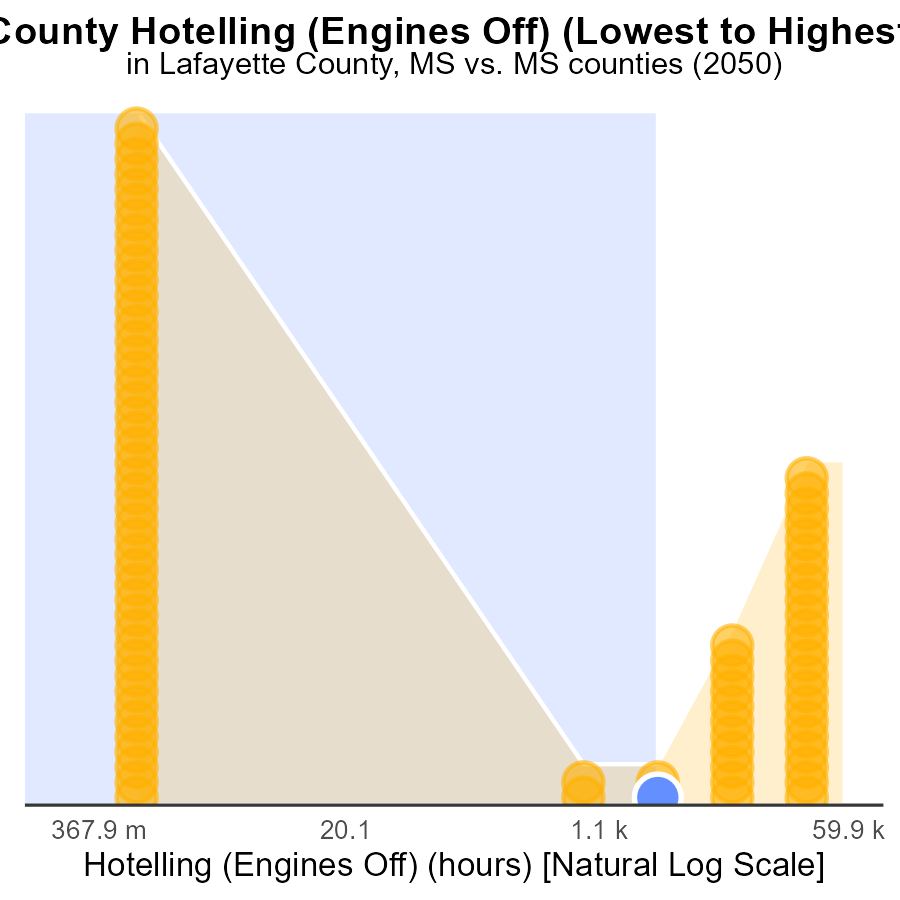 County Hotelling (Engines Off) (Lowest to Highest
in Lafayette County, MS vs. MS counties (2050)
367.9 m 20.1 1.1 k 59.9 k
Hotelling (Engines Off) (hours) [Natural Log Scale]